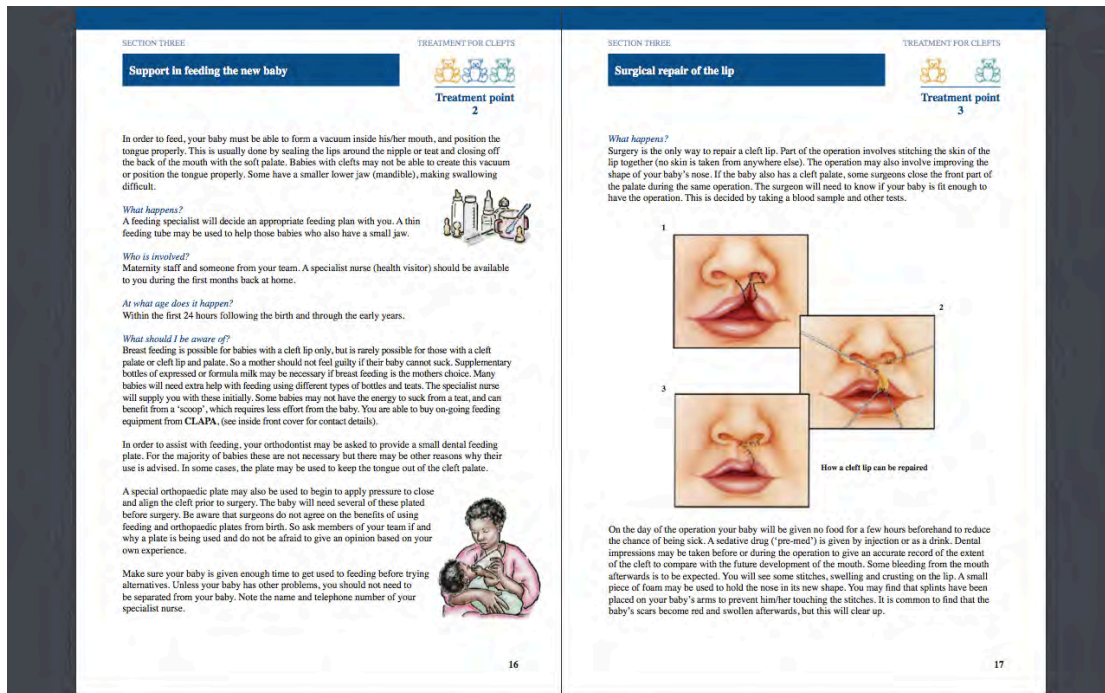 SECTION THREE
TREATMENT FOR CLEFTS
Support in feeding the new baby
Treatment point
2
In order to feed, your baby must be able to form a vacuum inside his/her mouth, and position the
tongue properly. This is usually done by sealing the lips around the nipple or teat and closing off
the back of the mouth with the soft palate. Babies with clefts may not be able to create this vacuum
or position the tongue properly. Some have a smaller lower jaw (mandible), making swallowing
difficult.
What happens?
A feeding specialist will decide an appropriate feeding plan with you. A thin
feeding tube may be used to help those babies who also have a small jaw.
Who is involved?
Maternity staff and someone from your team. A specialist nurse (health visitor) should be available
to you during the first months back at home.
At what age does it happen?
Within the first 24 hours following the birth and through the early years.
What should I be aware of?
Breast feeding is possible for babies with a cleft lip only, but is rarely possible for those with a cleft
palate or cleft lip and palate. So a mother should not feel guilty if their baby cannot suck. Supplementary
bottles of expressed or formula milk may be necessary if breast feeding is the mothers choice. Many
babies will need extra help with feeding using different types of bottles and teats. The specialist nurse
will supply you with these initially. Some babies may not have the energy to suck from a teat, and can
benefit from a 'scoop', which requires less effort from the baby. You are able to buy on-going feeding
equipment from CLAPA, (see inside front cover for contact details).
In order to assist with feeding, your orthodontist may be asked to provide a small dental feeding
plate. For the majority of babies these are not necessary but there may be other reasons why their
use is advised. In some cases, the plate may be used to keep the tongue out of the cleft palate.
A special orthopaedic plate may also be used to begin to apply pressure to close
and align the cleft prior to surgery. The baby will need several of these plated
before surgery. Be aware that surgeons do not agree on the benefits of using
feeding and orthopaedic plates from birth. So ask members of your team if and
why a plate is being used and do not be afraid to give an opinion based on your
own experience.
Make sure your baby is given enough time to get used to feeding before trying
alternatives. Unless your baby has other problems, you should not need to
be separated from your baby. Note the name and telephone number of your
specialist nurse.
16
SECTION THREE
TREATMENT FOR CLEFTS
Surgical repair of the lip
Treatment point
3
What happens?
Surgery is the only way to repair a cleft lip. Part of the operation involves stitching the skin of the
lip together (no skin is taken from anywhere else). The operation may also involve improving the
shape of your baby's nose. If the baby also has a cleft palate, some surgeons close the front part of
the palate during the same operation. The surgeon will need to know if your baby is fit enough to
have the operation. This is decided by taking a blood sample and other tests.
1
2
3
How a cleft lip can be repaired
On the day of the operation your baby will be given no food for a few hours beforehand to reduce
the chance of being sick. A sedative drug ('pre-med') is given by injection or as a drink. Dental
impressions may be taken before or during the operation to give an accurate record of the extent
of the cleft to compare with the future development of the mouth. Some bleeding from the mouth
afterwards is to be expected. You will see some stitches, swelling and crusting on the lip. A small
piece of foam may be used to hold the nose in its new shape. You may find that splints have been
placed on your baby's arms to prevent him/her touching the stitches. It is common to find that the
baby's scars become red and swollen afterwards, but this will clear up.
17